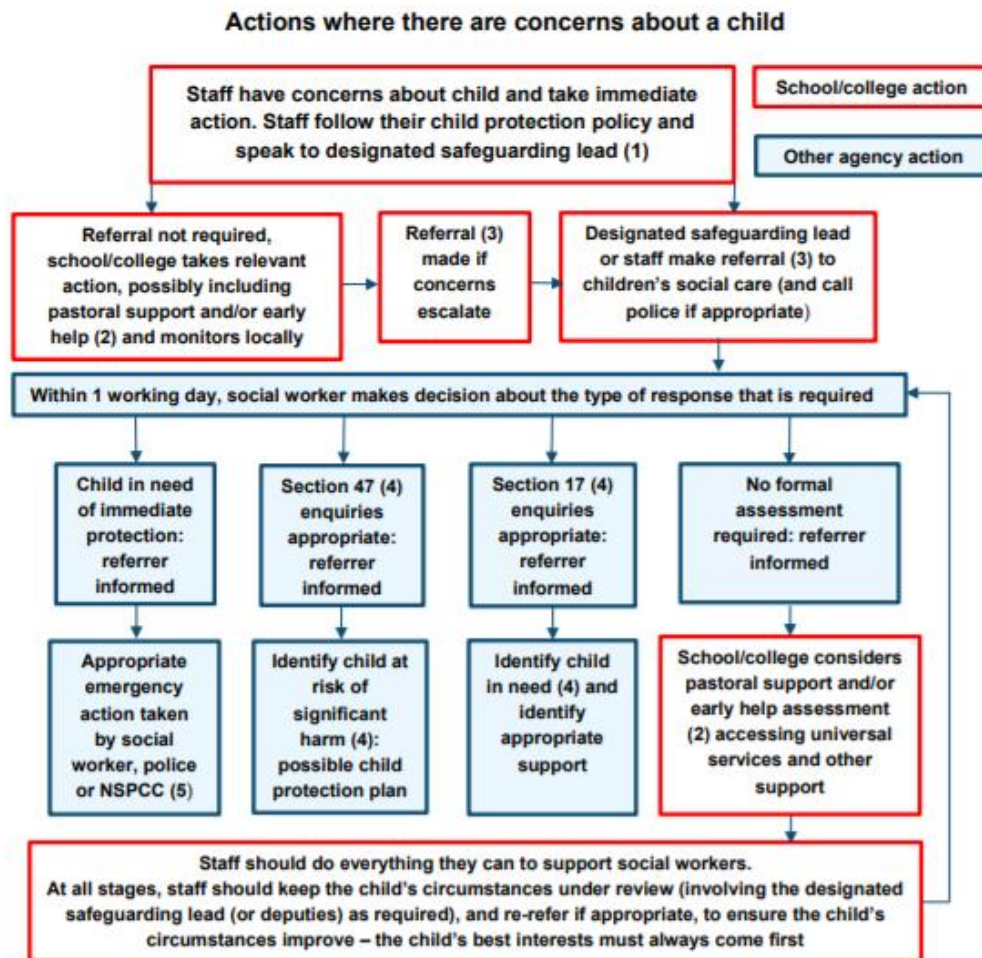 Actions where there are concerns about a child
Staff have concerns about child and take immediate
action. Staff follow their child protection policy and
speak to designated safeguarding lead (1)
School/college action
Other agency action
Referral not required,
school/college takes relevant
action, possibly including
pastoral support and/or early
help (2) and monitors locally
Referral (3)
made if
concerns
escalate
Designated safeguarding lead
or staff make referral (3) to
children’s social care (and call
police if appropriate)
Within 1 working day, social worker makes decision about the type of response that is required
Child in need
of immediate
protection:
referrer
informed
Section 47 (4)
enquiries
appropriate:
referrer
informed
Section 17 (4)
enquiries
appropriate:
referrer
informed
No formal
assessment
required: referrer
informed
Appropriate
emergency
action taken
by social
worker, police
or NSPCC (5)
Identify child at
risk of
significant
harm (4):
possible child
protection plan
Identify child
in need (4) and
identify
appropriate
support
School/college considers
pastoral support and/or
early help assessment
(2) accessing universal
services and other
support
Staff should do everything they can to support social workers.
At all stages, staff should keep the child’s circumstances under review (involving the designated
safeguarding lead (or deputies) as required), and re-refer if appropriate, to ensure the child’s
circumstances improve – the child’s best interests must always come first